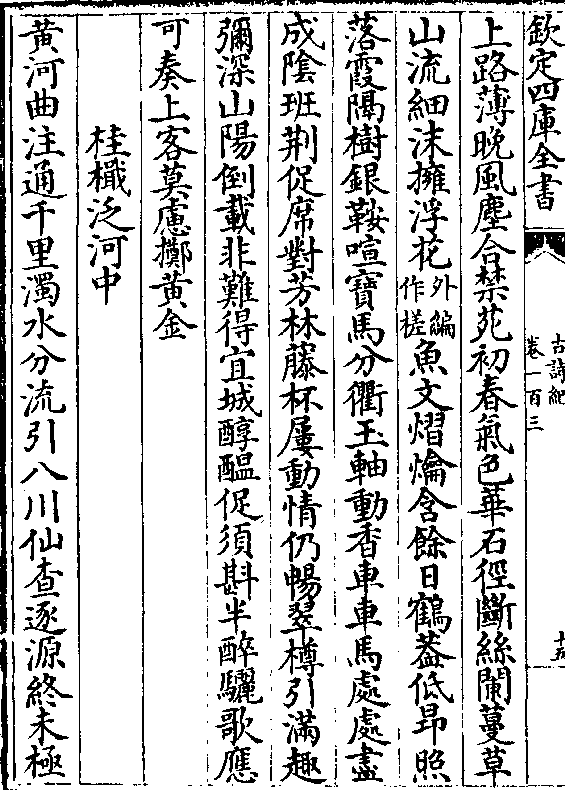 欽定四庫全書
古詩紀
卷一百三
上路薄晚風塵合禁苑初春氣色華石徑斷絲闌蔓草
山流細沫擁浮花外編作槎魚文熠爚含餘日鶴葢低昂照
落霞隔樹銀鞍喧寶馬分衢玉軸動香車車馬處處盡
成陰班荆促席對芳林藤杯屢動情仍暢翠樽引滿趣
彌深山陽倒載非難得宜城醇醖促須斟半醉驪歌應
可奏上客莫慮擲黄金
桂檝泛河中
黄河曲注通千里濁水分流引八川仙査逐源終未極